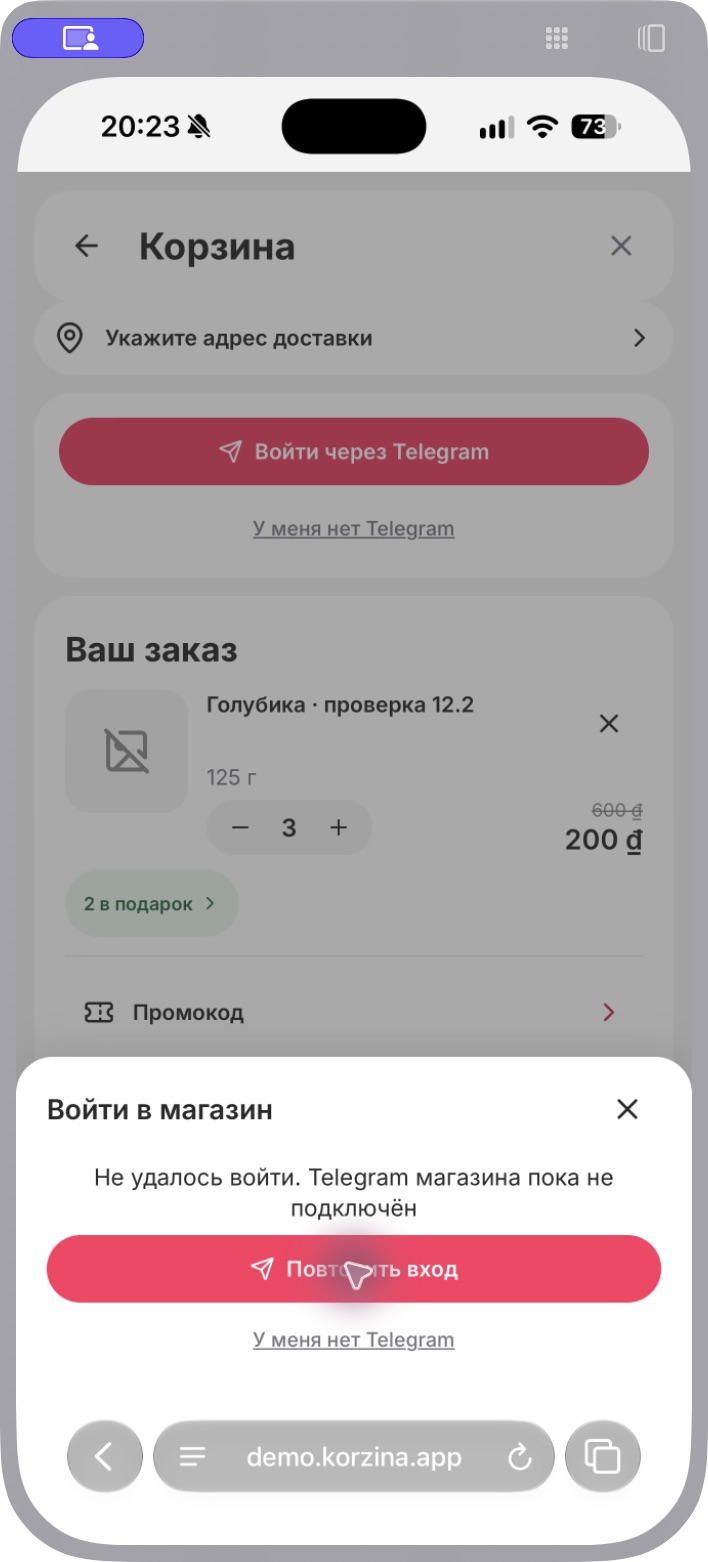 20:23
73
Корзина
Укажите адрес доставки
Войти через Telegram
У меня нет Telegram
Ваш заказ
Голубика · проверка 12.2
125 г
3
600 ₫
200 ₫
2 в подарок
Промокод
Войти в магазин
Не удалось войти. Telegram магазина пока не
подключён
Повторить вход
У меня нет Telegram
demo.korzina.app